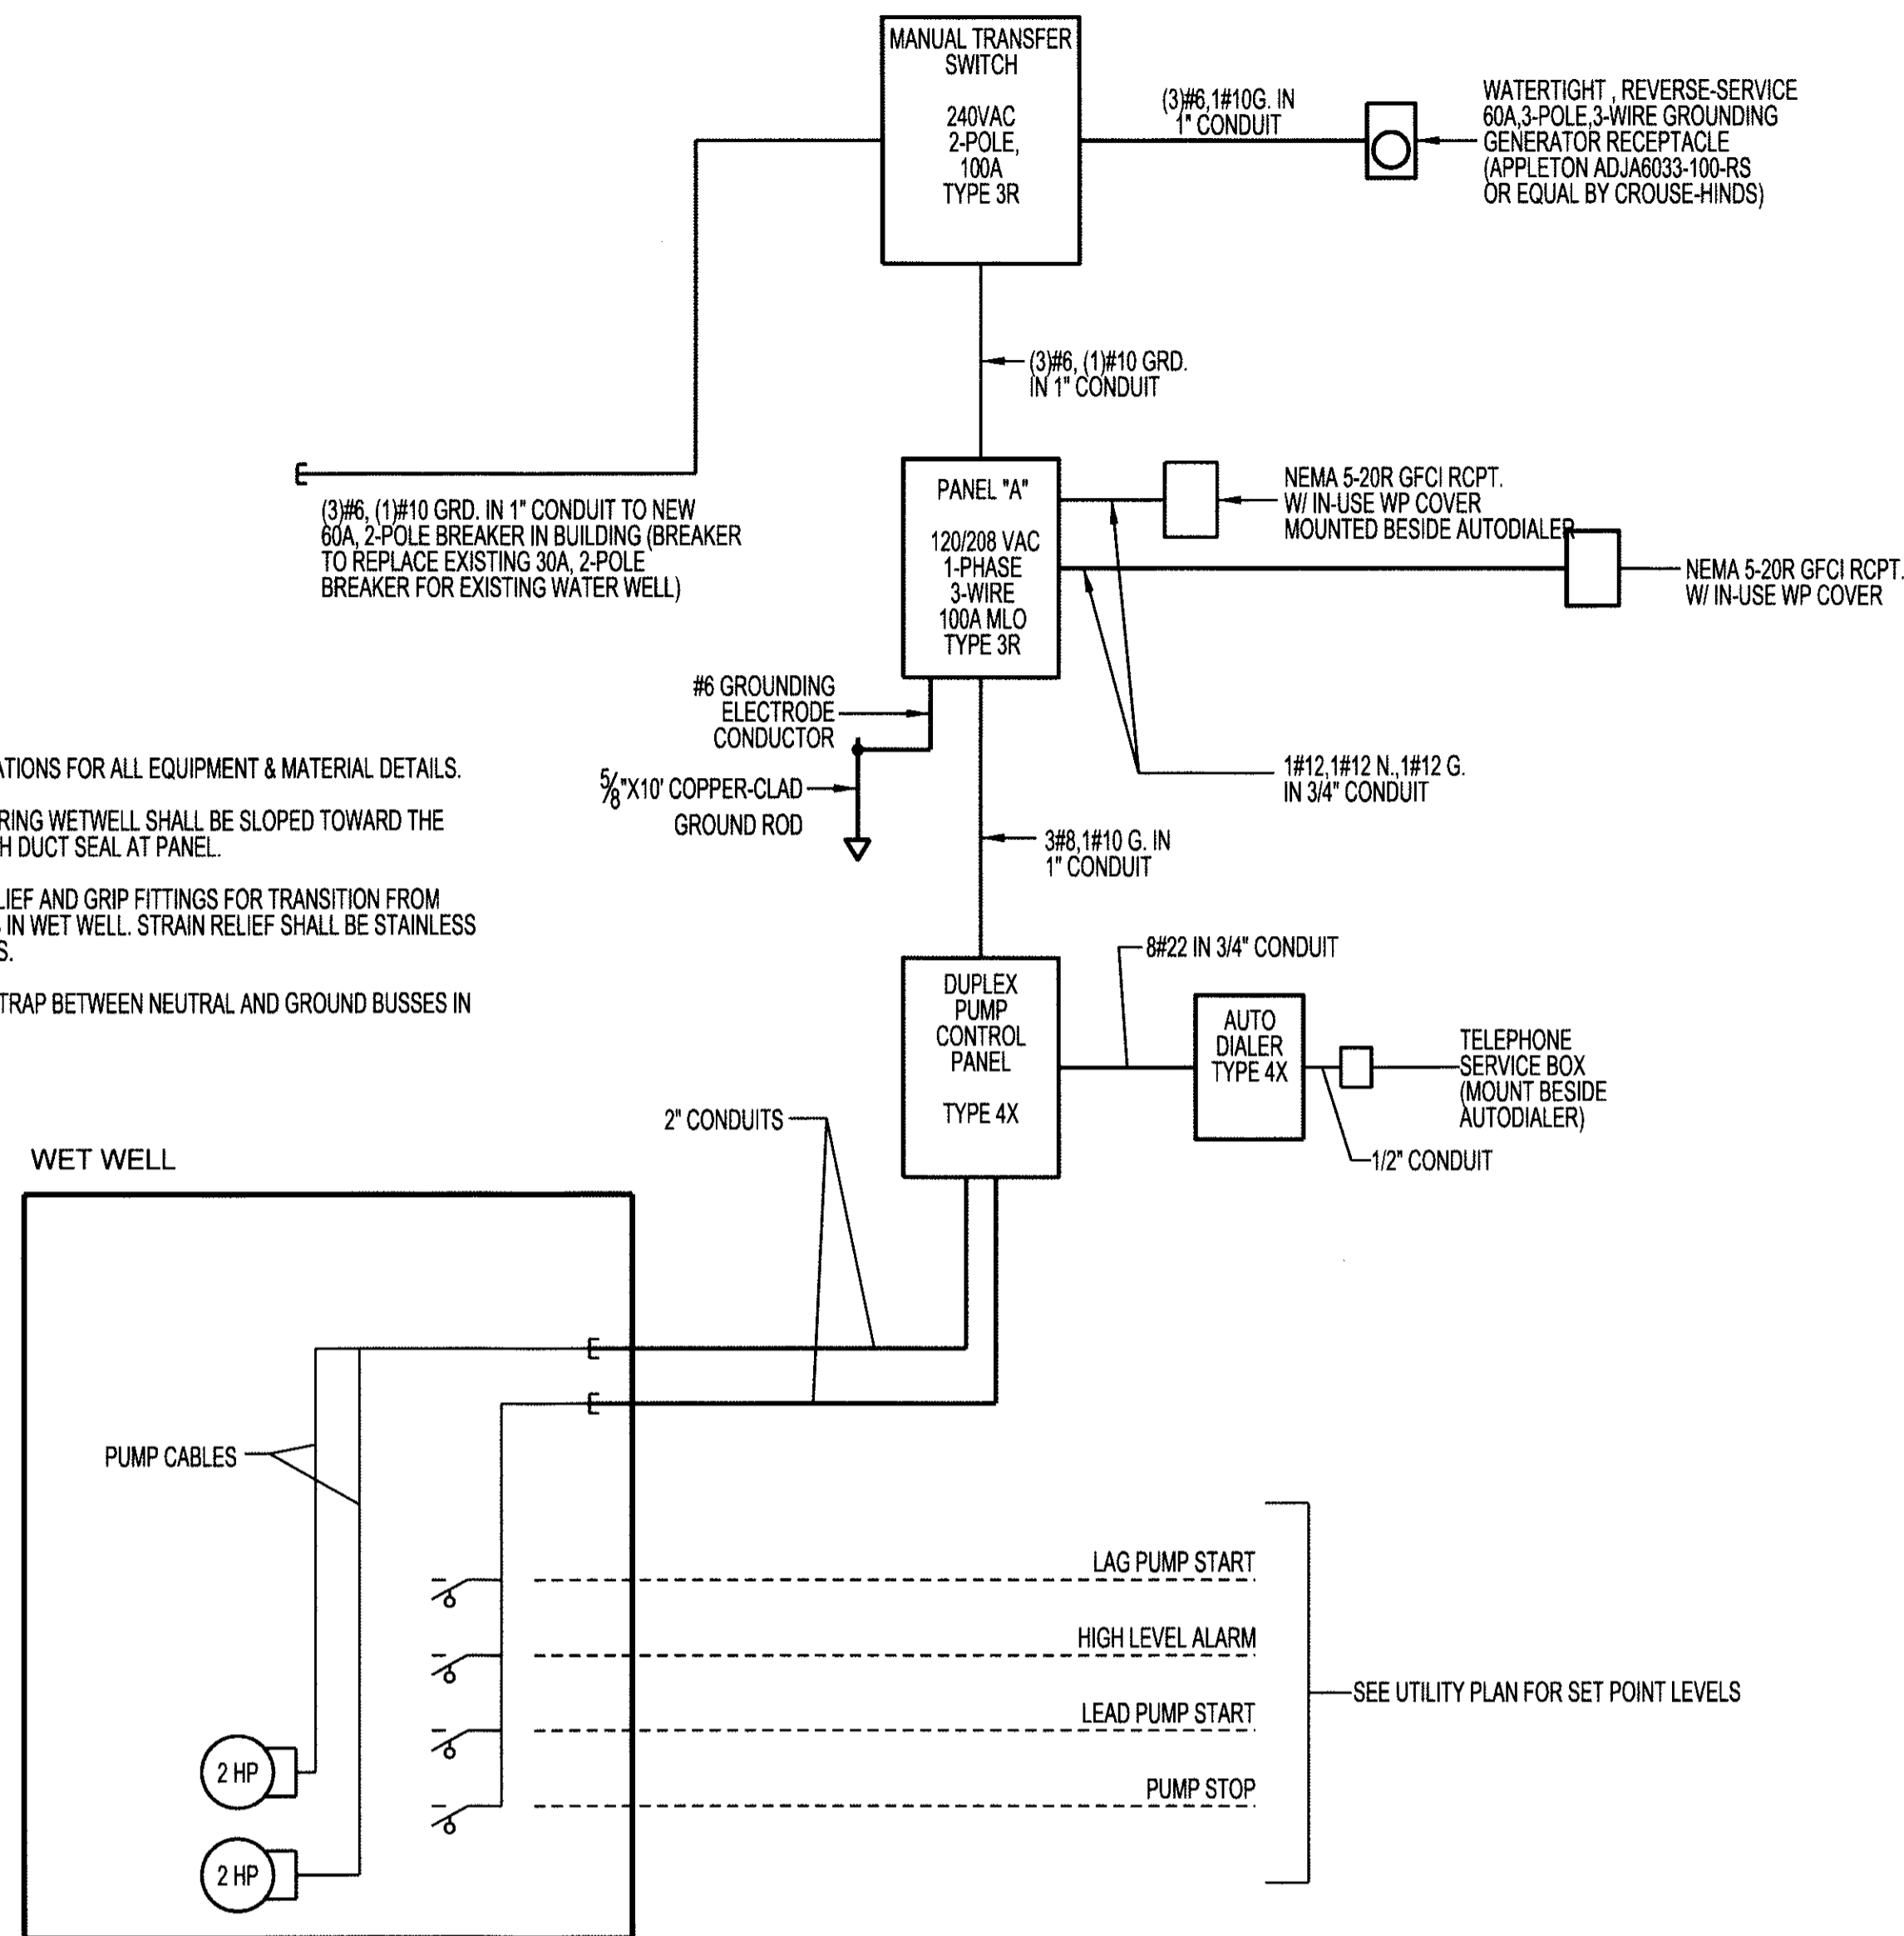 MANUAL TRANSFER
SWITCH
240VAC
2-POLE,
100A
TYPE 3R
(3)#6,1#10G. IN
1" CONDUIT
WATERTIGHT , REVERSE-SERVICE
60A,3-POLE,3-WIRE GROUNDING
GENERATOR RECEPTACLE
(APPLETON ADJA6033-100-RS
OR EQUAL BY CROUSE-HINDS)
(3)#6, (1)#10 GRD.
IN 1" CONDUIT
(3)#6, (1)#10 GRD. IN 1" CONDUIT TO NEW
60A, 2-POLE BREAKER IN BUILDING (BREAKER
TO REPLACE EXISTING 30A, 2-POLE
BREAKER FOR EXISTING WATER WELL)
PANEL "A"
120/208 VAC
1-PHASE
3-WIRE
100A MLO
TYPE 3R
NEMA 5-20R GFCI RCPT.
W/ IN-USE WP COVER
MOUNTED BESIDE AUTODIALER
NEMA 5-20R GFCI RCPT.
W/ IN-USE WP COVER
#6 GROUNDING
ELECTRODE
CONDUCTOR
5/8"X10' COPPER-CLAD
GROUND ROD
1#12,1#12 N.,1#12 G.
IN 3/4" CONDUIT
3#8,1#10 G. IN
1" CONDUIT
ATIONS FOR ALL EQUIPMENT & MATERIAL DETAILS.
RING WETWELL SHALL BE SLOPED TOWARD THE
H DUCT SEAL AT PANEL.
LIEF AND GRIP FITTINGS FOR TRANSITION FROM
IN WET WELL. STRAIN RELIEF SHALL BE STAINLESS
S.
TRAP BETWEEN NEUTRAL AND GROUND BUSSES IN
DUPLEX
PUMP
CONTROL
PANEL
TYPE 4X
8#22 IN 3/4" CONDUIT
AUTO
DIALER
TYPE 4X
TELEPHONE
SERVICE BOX
(MOUNT BESIDE
AUTODIALER)
1/2" CONDUIT
2" CONDUITS
WET WELL
PUMP CABLES
LAG PUMP START
HIGH LEVEL ALARM
LEAD PUMP START
PUMP STOP
SEE UTILITY PLAN FOR SET POINT LEVELS
2 HP
2 HP